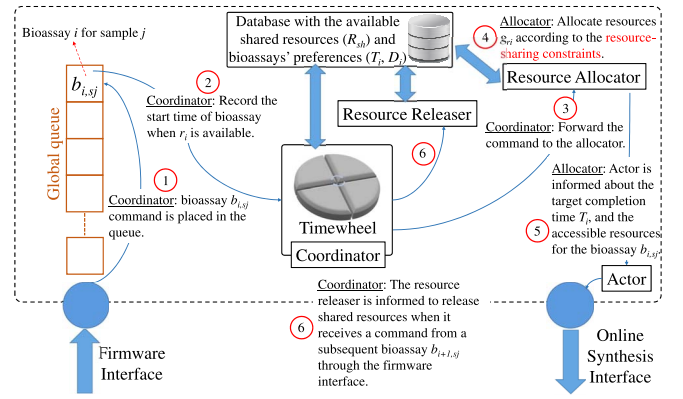 Bioassay i for sample j
b_i,sj
Global queue
Database with the available
shared resources (R_sh) and
bioassays' preferences (T_i, D_i)
4
Allocator: Allocate resources
g_ri according to the resource-
sharing constraints.
Resource Allocator
2
Coordinator: Record the
start time of bioassay
when r_i is available.
Resource Releaser
3
Coordinator: Forward the
command to the allocator.
6
1
Coordinator: bioassay b_i,sj
command is placed in the
queue.
Timewheel
Coordinator
Allocator: Actor is
informed about the
target completion
time T_i, and the
accessible resources
for the bioassay b_i,sj.
5
Actor
6
Coordinator: The resource
releaser is informed to release
shared resources when it
receives a command from a
subsequent bioassay b_i+1,sj
through the firmware
interface.
Firmware
Interface
Online
Synthesis
Interface